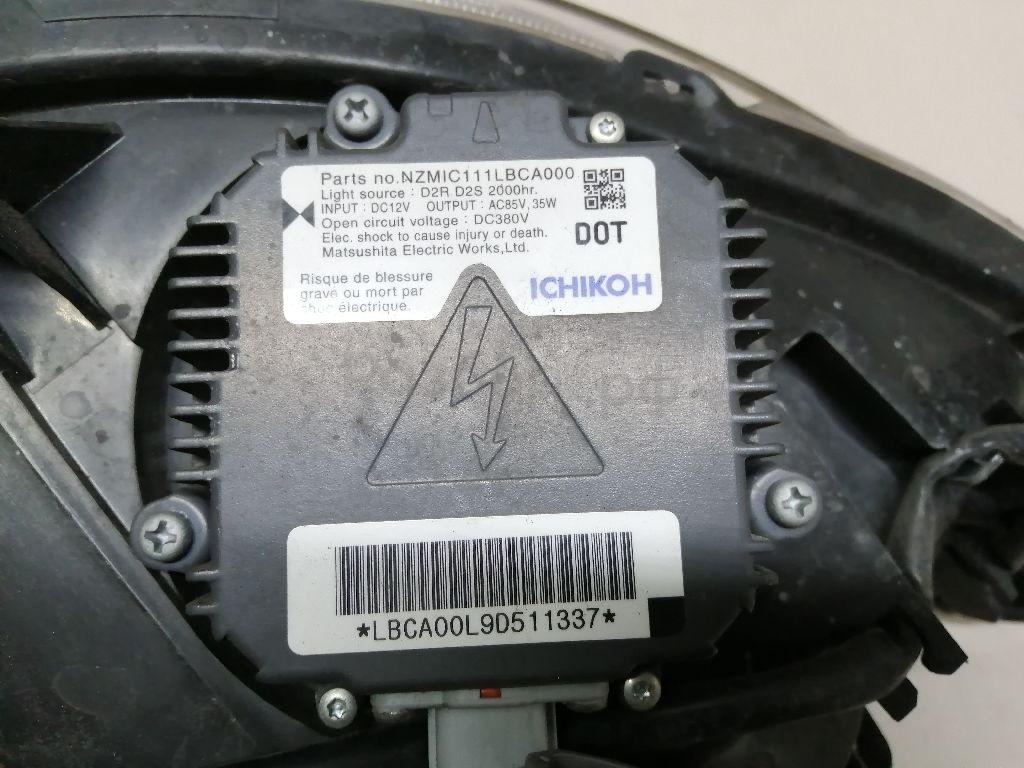 Parts no.NZMIC111LBCA000
Light source : D2R D2S 2000hr.
INPUT : DC12V OUTPUT : AC85V, 35W
Open circuit voltage : DC380V
Elec. shock to cause injury or death.
Matsushita Electric Works,Ltd.
DOT
Risque de blessure
grave ou mort par
choc électrique.
ICHIKOH
*LBCA00L9D511337*